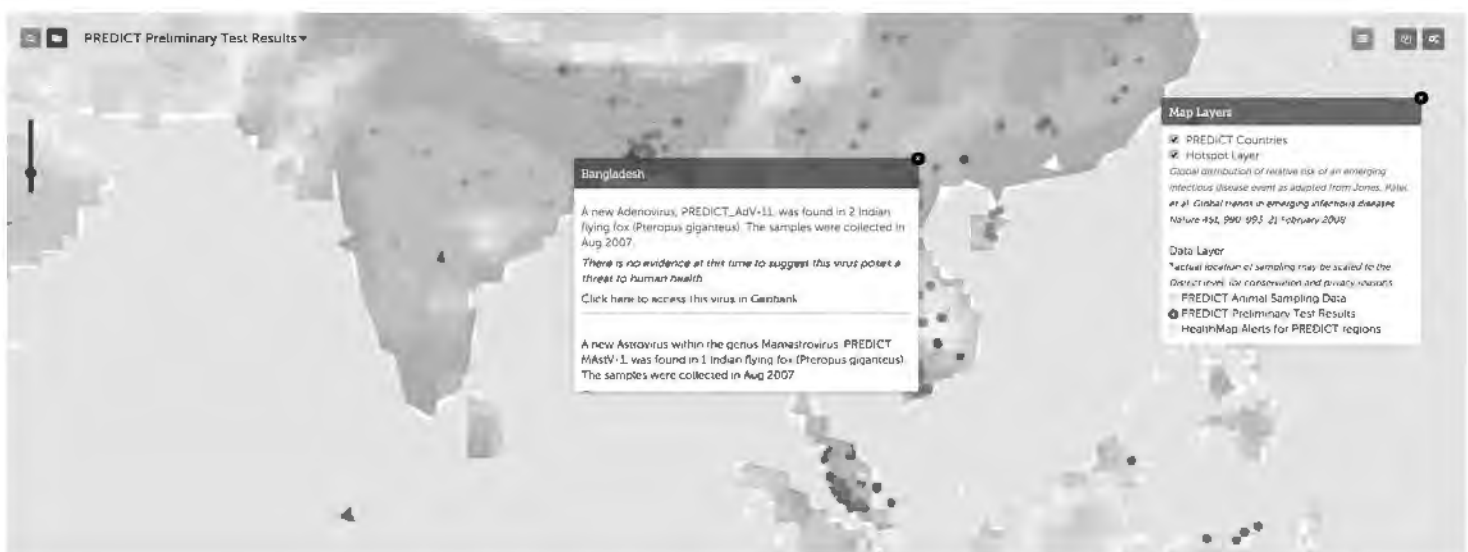 PREDICT Preliminary Test Results
Bangladesh
A new Adenovirus, PREDICT_AdV-11, was found in 2 Indian
flying fox (Pteropus giganteus). The samples were collected in
Aug 2007.
There is no evidence at this time to suggest this virus poses a
threat to human health
Click here to access this virus in Genbank
A new Astrovirus within the genus Mamastrovirus, PREDICT
MAstV-1, was found in 1 Indian flying fox (Pteropus giganteus).
The samples were collected in Aug 2007
Map Layers
PREDICT Countries
Hotspot Layer
Global distribution of relative risk of an emerging
infectious disease event as adapted from Jones, Patel,
et al. Global trends in emerging infectious diseases
Nature 451, 990-993, 21 February 2008
Data Layer
*actual location of sampling may be scaled to the
District level, for conservation and privacy reasons
PREDICT Animal Sampling Data
PREDICT Preliminary Test Results
HealthMap Alerts for PREDICT regions